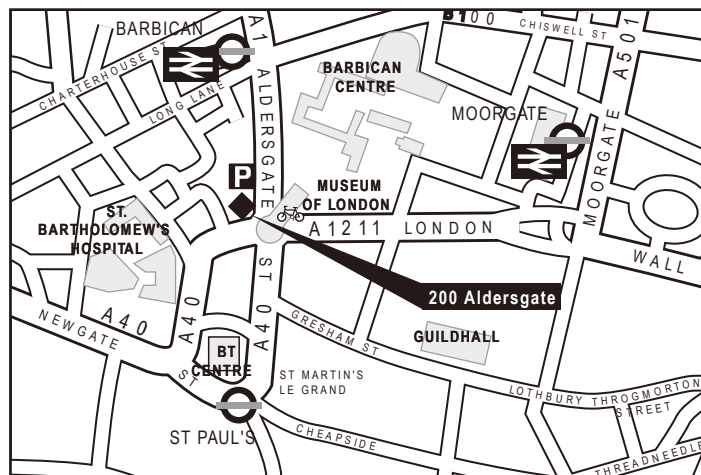 BARBICAN
A1
B100
CHISWELL ST
A501
CHARTERHOUSE ST
LONG LANE
ALDERSGATE ST
BARBICAN
CENTRE
MOORGATE
MOORGATE
P
MUSEUM
OF LONDON
ST.
BARTHOLOMEW'S
HOSPITAL
A1211 LONDON WALL
200 Aldersgate
A40
A40
A40
NEWGATE ST
GRESHAM ST
GUILDHALL
BT
CENTRE
ST MARTIN'S
LE GRAND
LOTHBURY THROGMORTON
STREET
ST PAUL'S
CHEAPSIDE
THREADNEEDLE